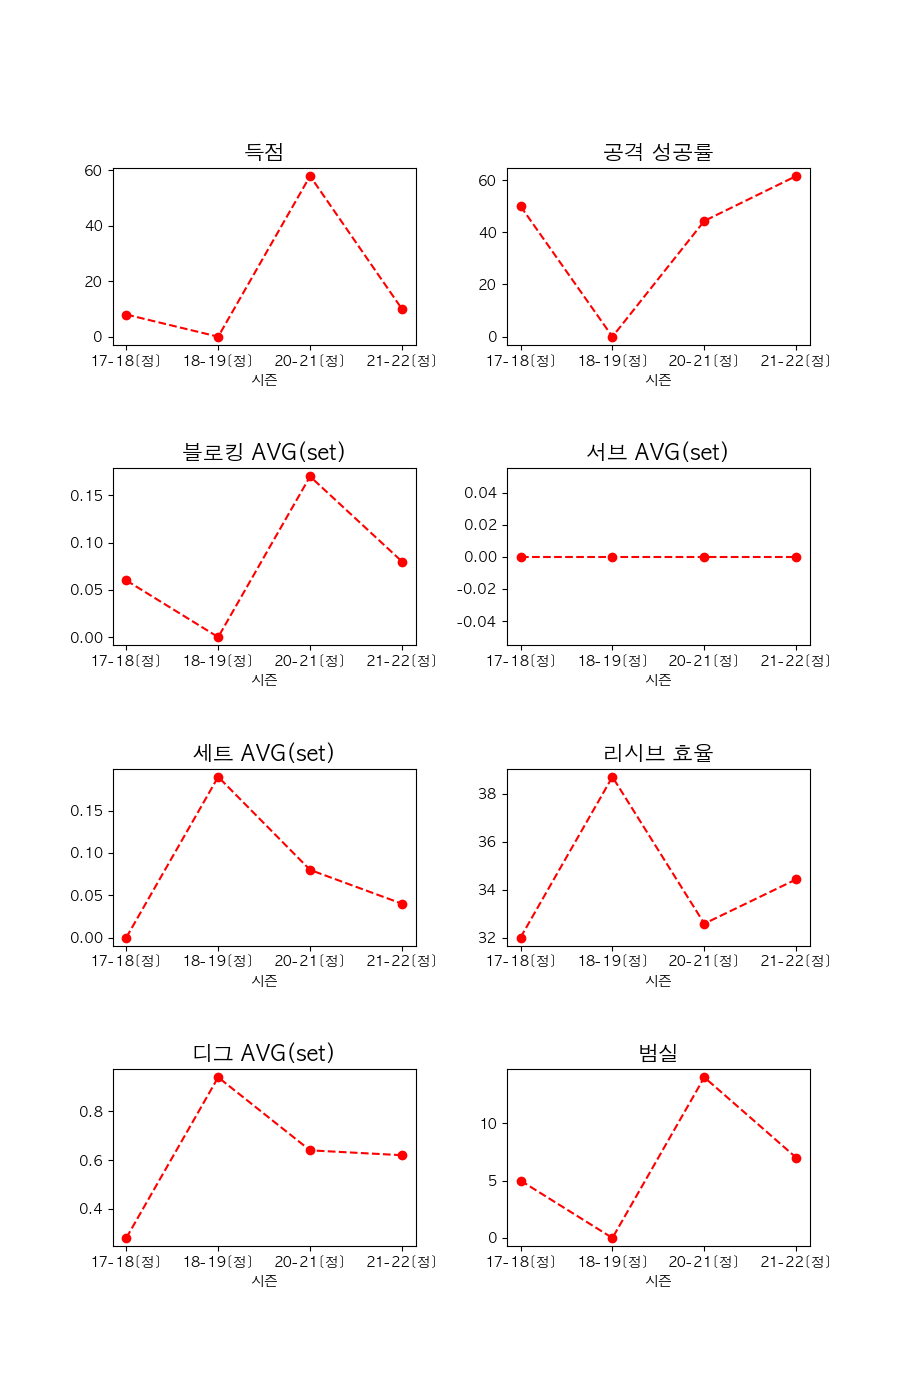 득점
60
40
20
0
17-18(정) 18-19(정) 20-21(정) 21-22(정)
시즌
공격 성공률
60
40
20
0
17-18(정) 18-19(정) 20-21(정) 21-22(정)
시즌
블로킹 AVG(set)
0.15
0.10
0.05
0.00
17-18(정) 18-19(정) 20-21(정) 21-22(정)
시즌
서브 AVG(set)
0.04
0.02
0.00
-0.02
-0.04
17-18(정) 18-19(정) 20-21(정) 21-22(정)
시즌
세트 AVG(set)
0.15
0.10
0.05
0.00
17-18(정) 18-19(정) 20-21(정) 21-22(정)
시즌
리시브 효율
38
36
34
32
17-18(정) 18-19(정) 20-21(정) 21-22(정)
시즌
디그 AVG(set)
0.8
0.6
0.4
17-18(정) 18-19(정) 20-21(정) 21-22(정)
시즌
범실
10
5
0
17-18(정) 18-19(정) 20-21(정) 21-22(정)
시즌